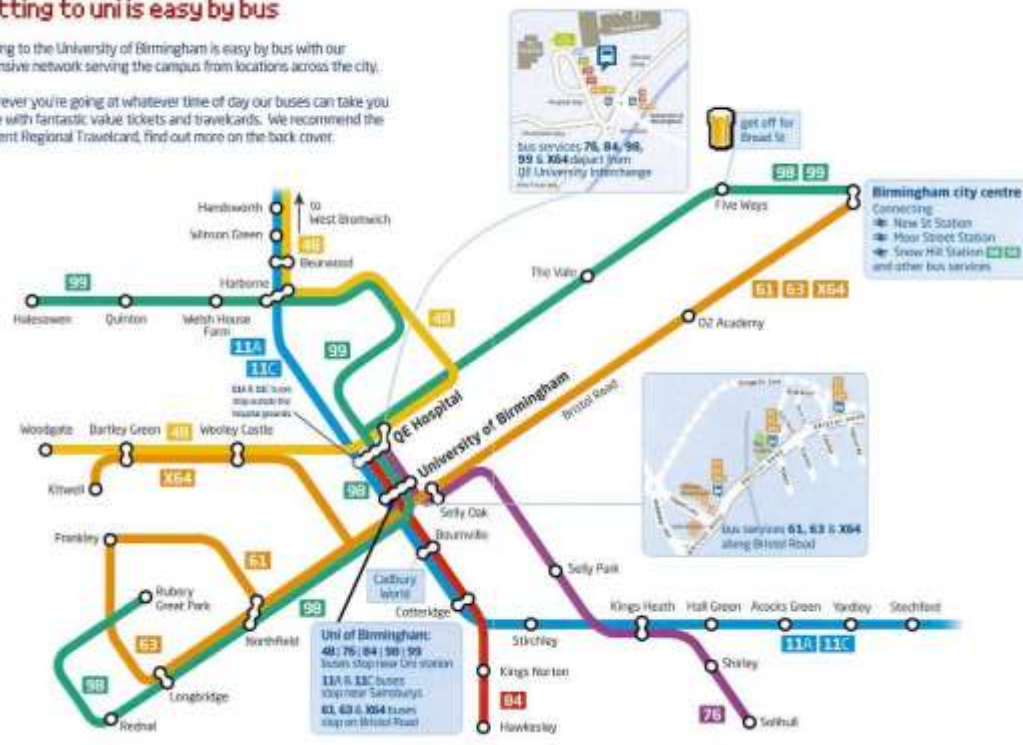 tting to uni is easy by bus
ng to the University of Birmingham is easy by bus with our
nsive network serving the campus from locations across the city.
rever you're going at whatever time of day our buses can take you
e with fantastic value tickets and travelcards. We recommend the
ent Regional Travelcard, find out more on the back cover.
bus services 76, 84, 98,
99 & X64 depart from
QE University Interchange
get off for
Broad St
98 99
Five Ways
Birmingham city centre
Connecting
New St Station
Moor Street Station
Snow Hill Station
and other bus services
Handsworth
to
West Bromwich
Winson Green
48
Bearwood
Harborne
99
Halesowen
Quinton
Welsh House
Farm
The Vale
61 63 X64
O2 Academy
48
99
11A
11C
11A & 11C buses
stop outside the
hospital grounds
QE Hospital
University of Birmingham
Bristol Road
Woodgate
Bartley Green
48
Wooley Castle
X64
Kitwell
98
Selly Oak
bus services 61, 63 & X64
along Bristol Road
Frankley
61
Bournville
Selly Park
Rubery
Great Park
98
Cadbury
World
Cotteridge
Kings Heath
Hall Green
Acocks Green
Yardley
Stechford
63
Northfield
Stirchley
11A 11C
Uni of Birmingham:
48 | 76 | 84 | 98 | 99
buses stop near Uni station
11A & 11C buses
stop near Sainsburys
61, 63 & X64 buses
stop on Bristol Road
98
Longbridge
Kings Norton
Shirley
84
76
Rednal
Hawkesley
Solihull